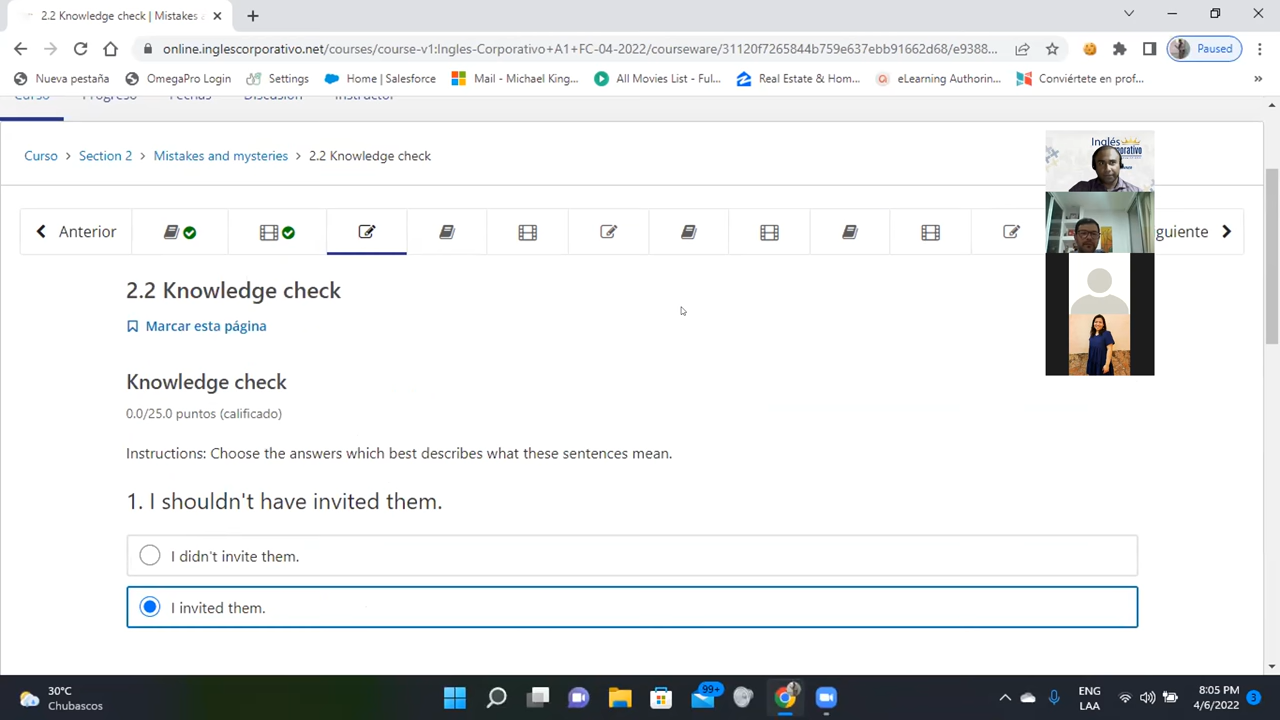 2.2 Knowledge check | Mistakes
online.inglescorporativo.net/courses/course-v1:Ingles-Corporativo+A1+FC-04-2022/courseware/31120f7265844b759e637ebb91662d68/e9388...
Paused
Nueva pestaña
OmegaPro Login
Settings
Home | Salesforce
Mail - Michael King...
All Movies List - Ful...
Real Estate & Hom...
eLearning Authorin...
Conviértete en prof...
»
Curso
Progreso
Fechas
Discusión
Instructor
Curso > Section 2 > Mistakes and mysteries > 2.2 Knowledge check
Inglés
Anterior
guiente
2.2 Knowledge check
Marcar esta página
Knowledge check
0.0/25.0 puntos (calificado)
Instructions: Choose the answers which best describes what these sentences mean.
1. I shouldn't have invited them.
I didn't invite them.
I invited them.
30°C
Chubascos
99+
ENG
LAA
8:05 PM
4/6/2022
3